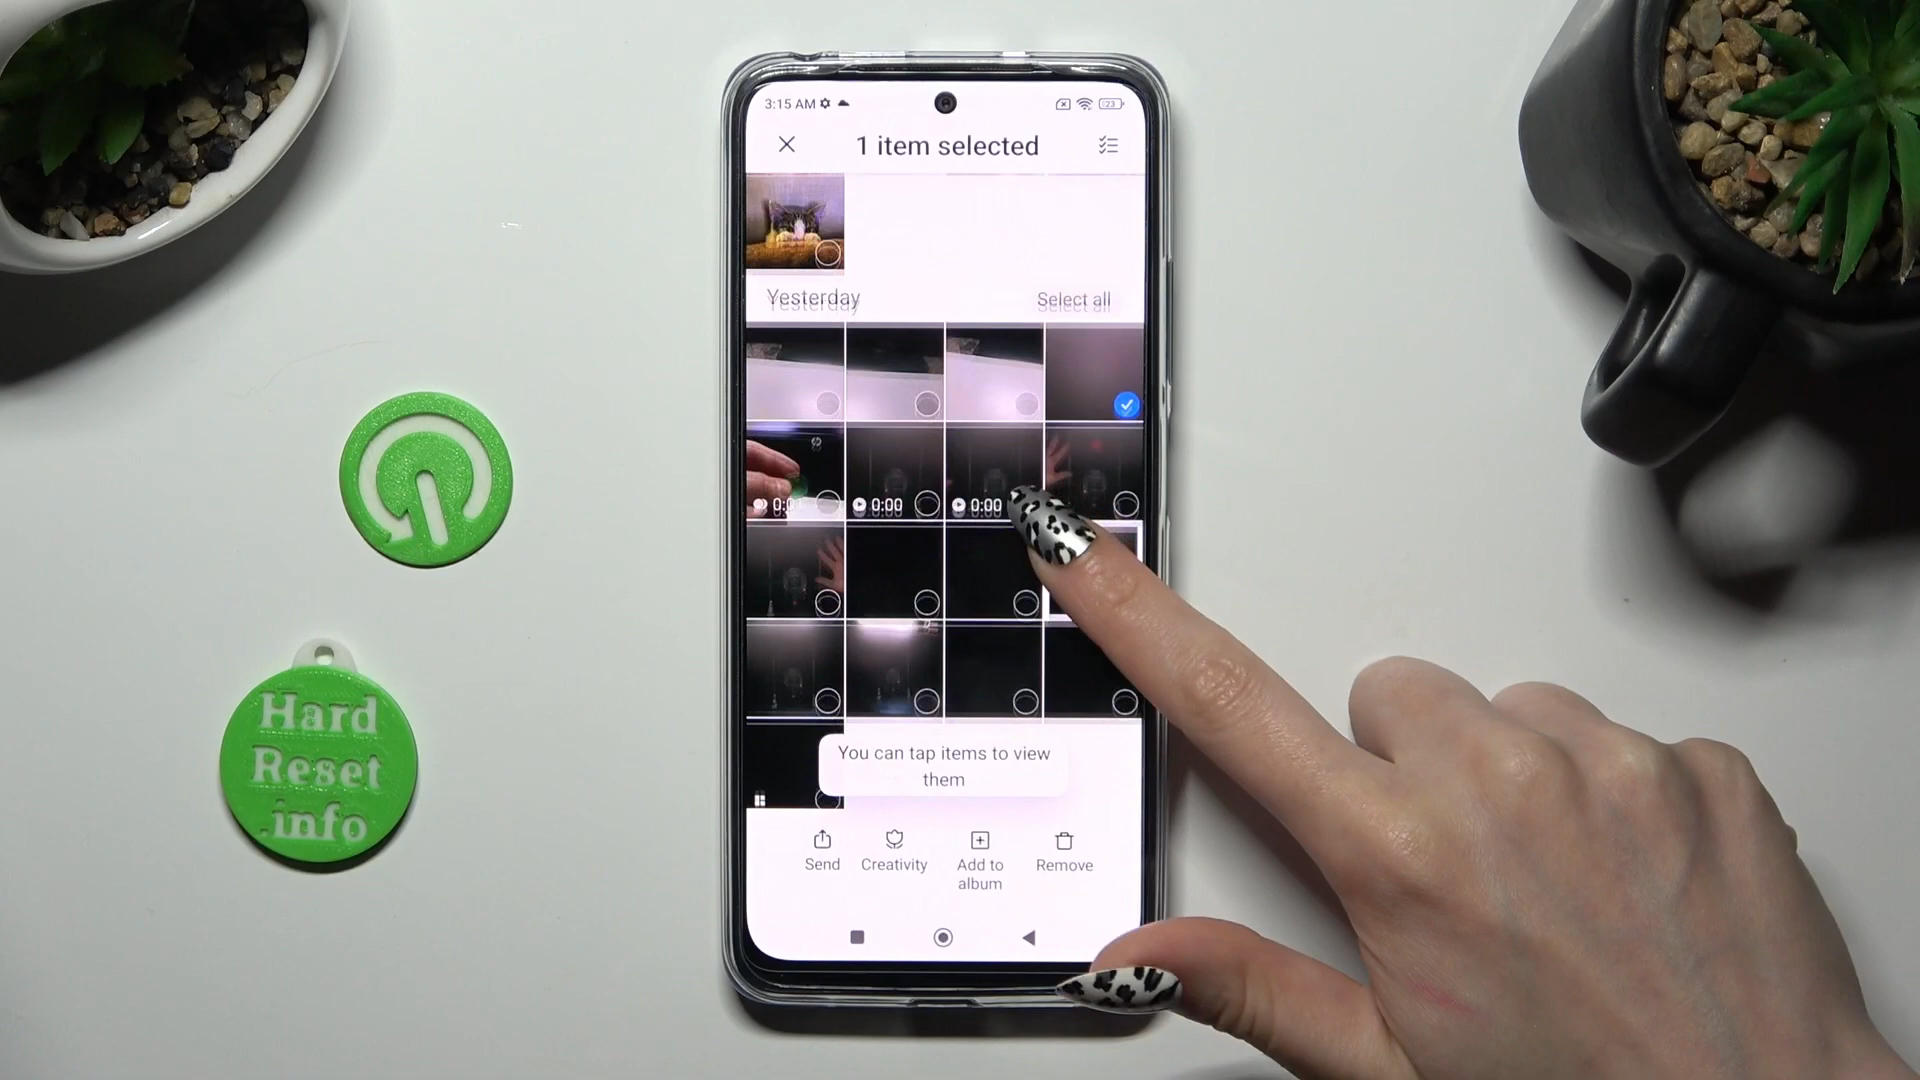 3:15 AM
23
1 item selected
Yesterday
Select all
0:00
0:00
You can tap items to view
them
Send
Creativity
Add to
album
Remove
Hard
Reset
.info